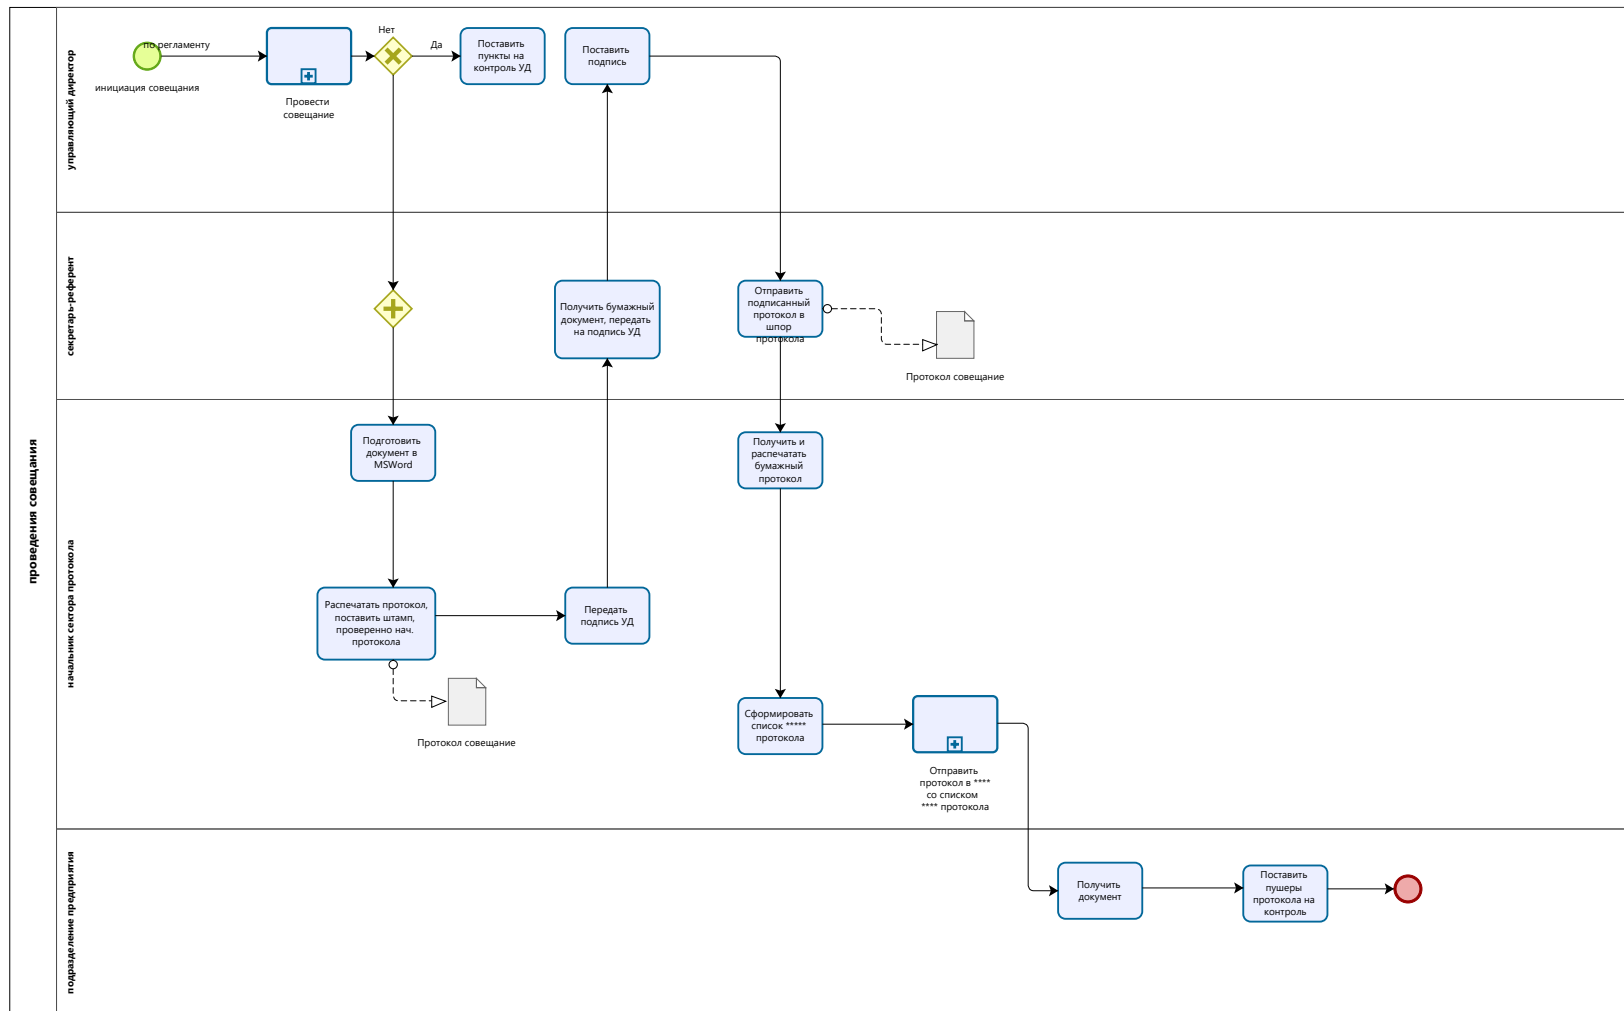 проведения совещания
управляющий директор
по регламенту
инициация совещания
Провести
совещание
Нет
Да
Поставить
пункты на
контроль УД
Поставить
подпись
секретарь-референт
Получить бумажный
документ, передать
на подпись УД
Отправить
подписанный
протокол в
шпор
протокола
Протокол совещание
начальник сектора протокола
Подготовить
документ в
MSWord
Получить и
распечатать
бумажный
протокол
Распечатать протокол,
поставить штамп,
проверенно нач.
протокола
Передать
подпись УД
Протокол совещание
Сформировать
список *****
протокола
Отправить
протокол в ****
со списком
**** протокола
подразделение предприятия
Получить
документ
Поставить
пушеры
протокола на
контроль